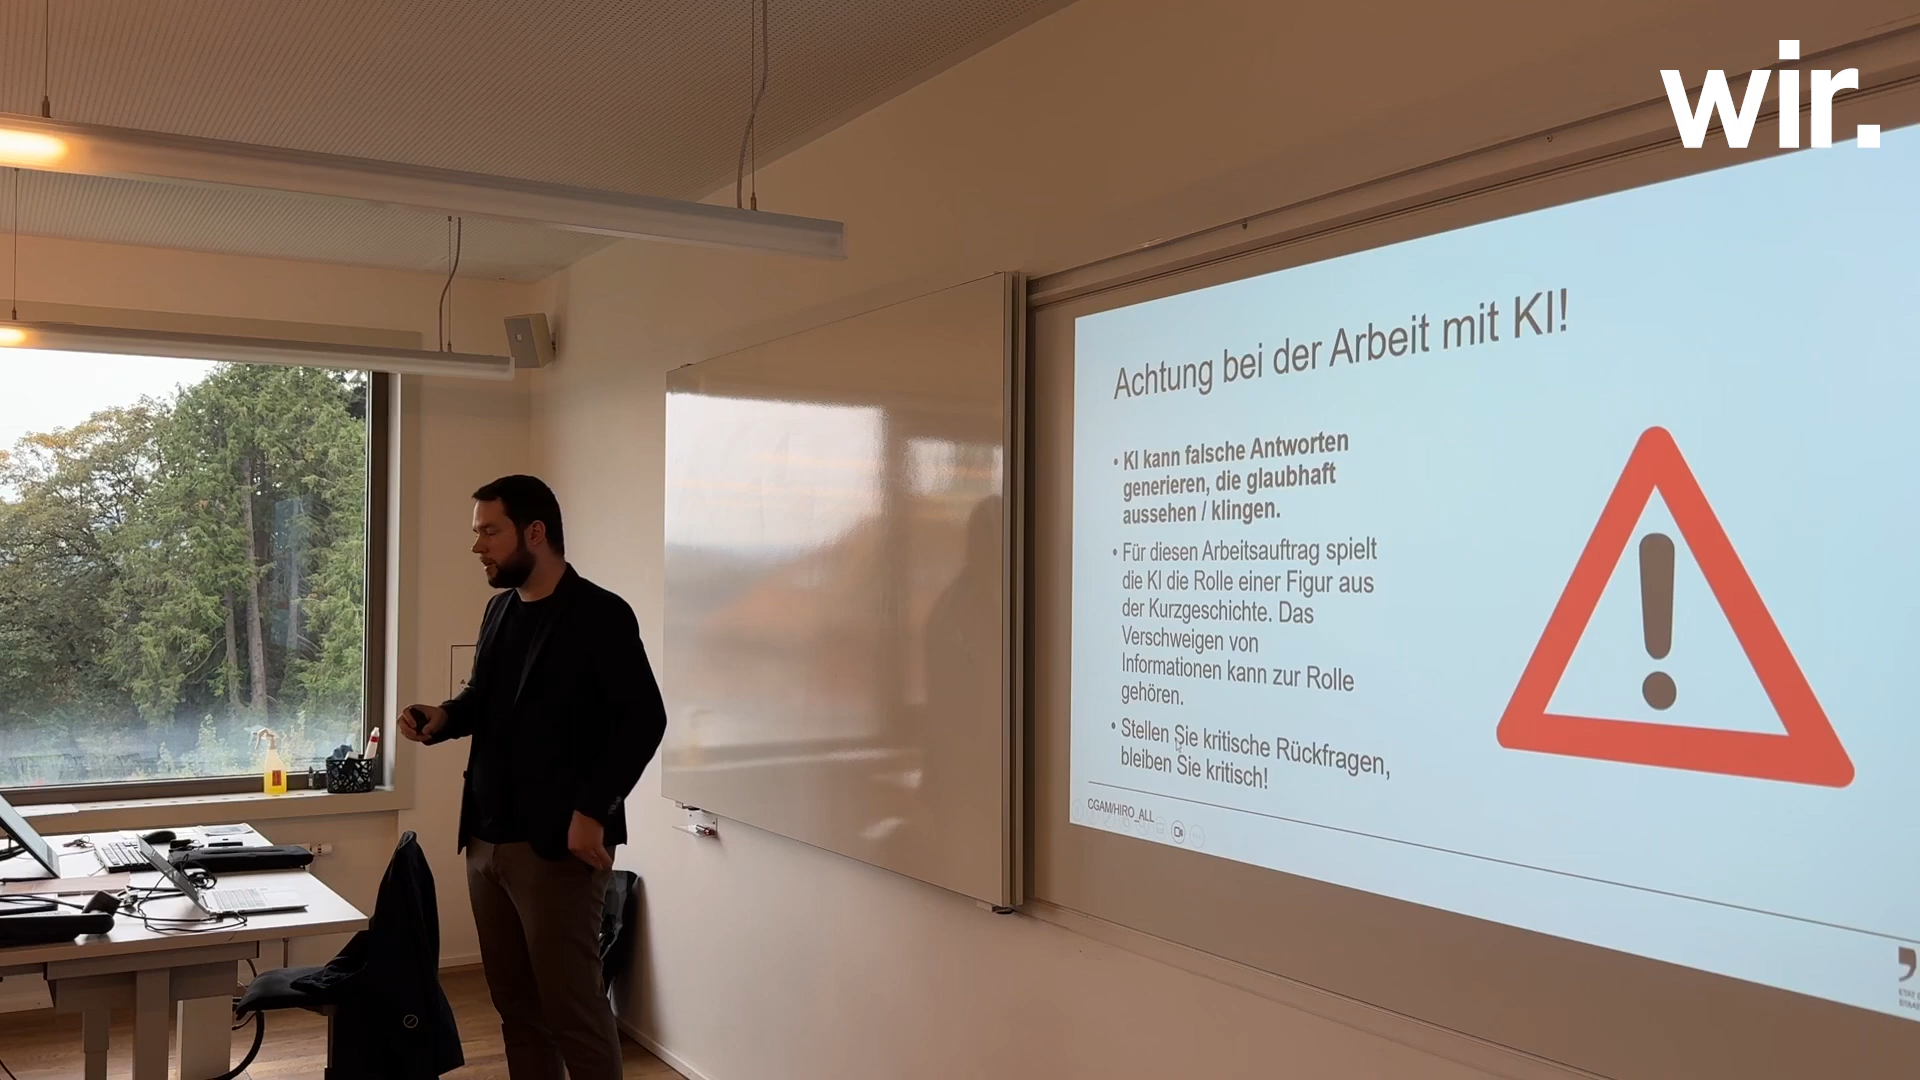 wir.
Achtung bei der Arbeit mit KI!
• KI kann falsche Antworten
generieren, die glaubhaft
aussehen / klingen.
• Für diesen Arbeitsauftrag spielt
die KI die Rolle einer Figur aus
der Kurzgeschichte. Das
Verschweigen von
Informationen kann zur Rolle
gehören.
• Stellen Sie kritische Rückfragen,
bleiben Sie kritisch!
CGAM/HIRO_ALL
ETAT